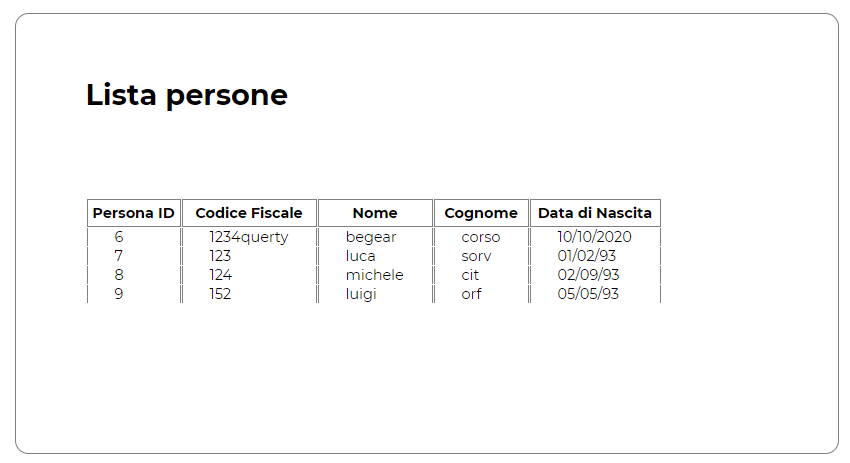 Lista persone
Persona ID Codice Fiscale Nome Cognome Data di Nascita
6 1234querty begear corso 10/10/2020
7 123 luca sorv 01/02/93
8 124 michele cit 02/09/93
9 152 luigi orf 05/05/93